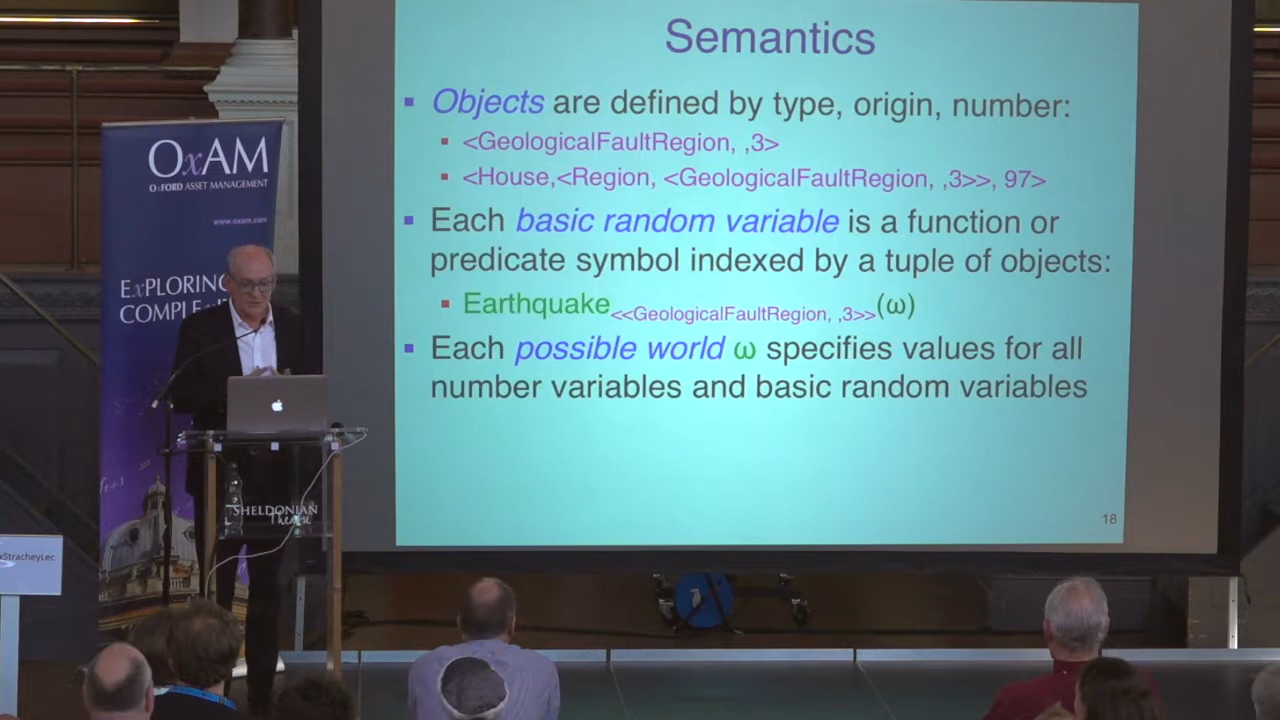 Semantics
Objects are defined by type, origin, number:
<GeologicalFaultRegion, ,3>
<House,<Region, <GeologicalFaultRegion, ,3>>, 97>
Each basic random variable is a function or
predicate symbol indexed by a tuple of objects:
Earthquake<<GeologicalFaultRegion, ,3>>(ω)
Each possible world ω specifies values for all
number variables and basic random variables
18
OxAM
OxFORD ASSET MANAGEMENT
www.oxam.com
ExPLORING
SHELDONIAN
Theatre
xStracheyLec